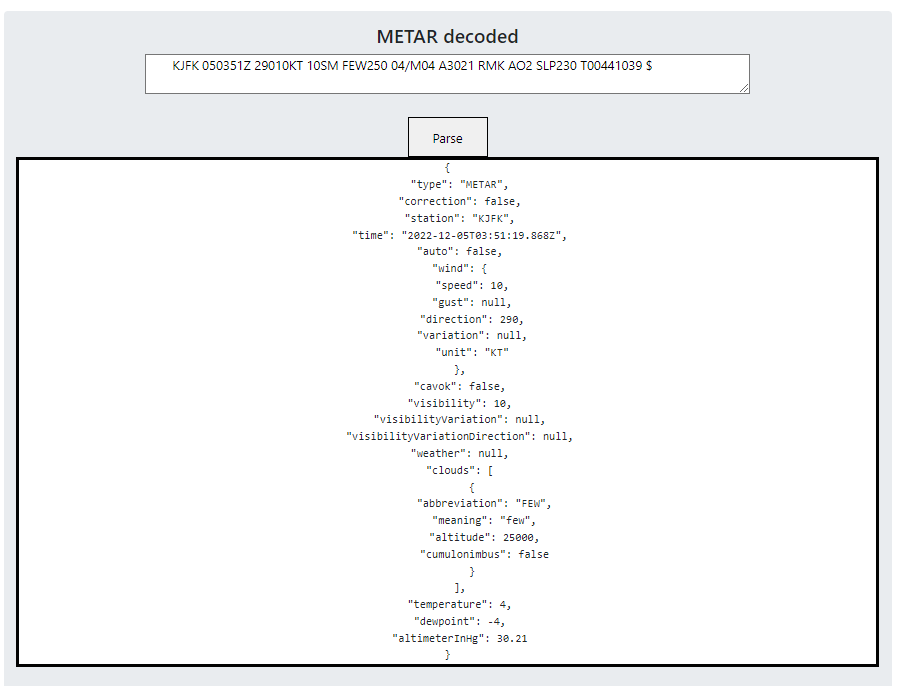 METAR decoded
KJFK 050351Z 29010KT 10SM FEW250 04/M04 A3021 RMK AO2 SLP230 T00441039 $
Parse
{
"type": "METAR",
"correction": false,
"station": "KJFK",
"time": "2022-12-05T03:51:19.868Z",
"auto": false,
"wind": {
"speed": 10,
"gust": null,
"direction": 290,
"variation": null,
"unit": "KT"
},
"cavok": false,
"visibility": 10,
"visibilityVariation": null,
"visibilityVariationDirection": null,
"weather": null,
"clouds": [
{
"abbreviation": "FEW",
"meaning": "few",
"altitude": 25000,
"cumulonimbus": false
}
],
"temperature": 4,
"dewpoint": -4,
"altimeterInHg": 30.21
}